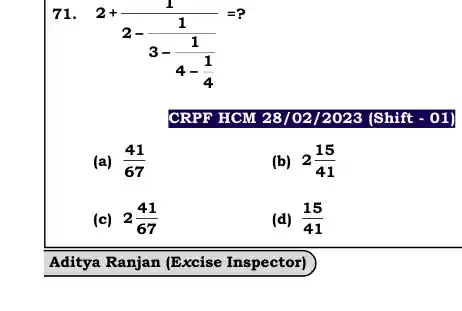 71. 2 + 1/(2 − 1/(3 − 1/(4 − 1/4))) =?
CRPF HCM 28/02/2023 (Shift - 01)
(a) 41/67 (b) 2 15/41
(c) 2 41/67 (d) 15/41
Aditya Ranjan (Excise Inspector)